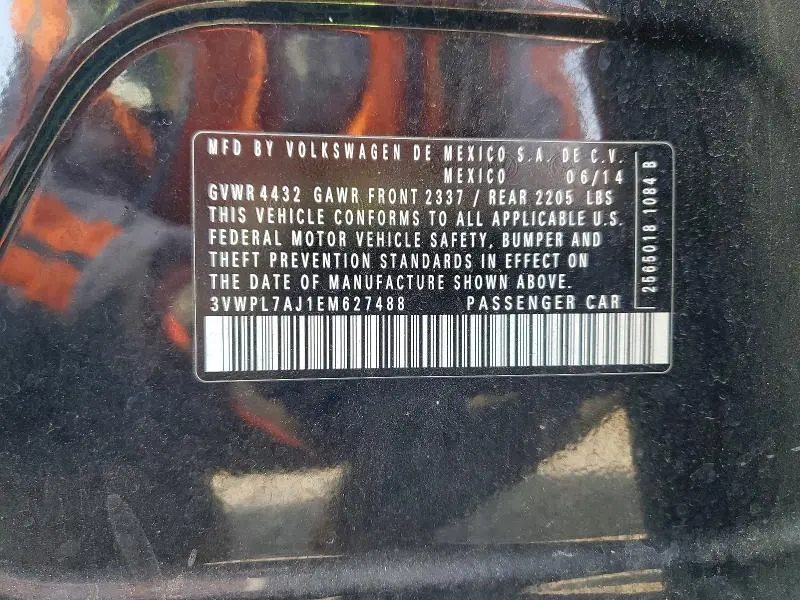 MFD BY VOLKSWAGEN DE MEXICO S.A. DE C.V.
MEXICO 06/14
GVWR 4432 GAWR FRONT 2337 / REAR 2205 LBS
THIS VEHICLE CONFORMS TO ALL APPLICABLE U.S.
FEDERAL MOTOR VEHICLE SAFETY, BUMPER AND
THEFT PREVENTION STANDARDS IN EFFECT ON
THE DATE OF MANUFACTURE SHOWN ABOVE.
3VWPL7AJ1EM627488 PASSENGER CAR
2565018 1084 B